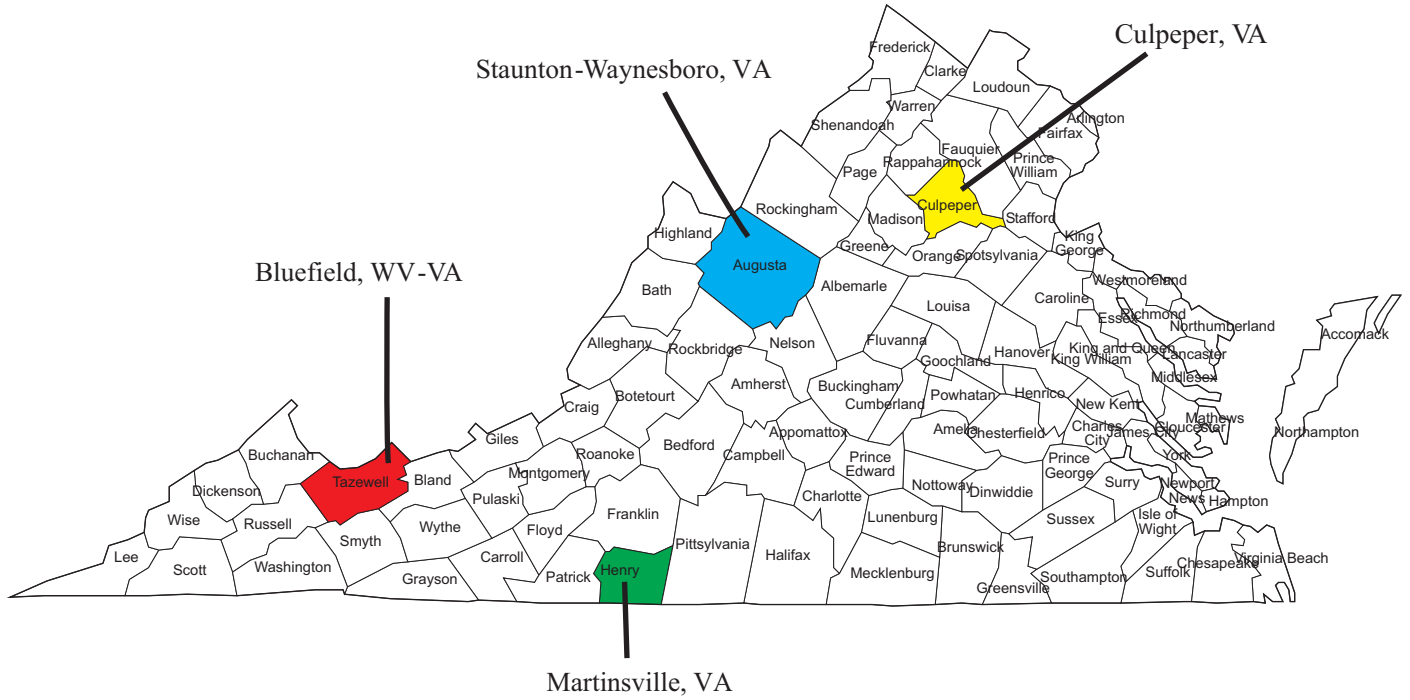 Culpeper, VA
Staunton-Waynesboro, VA
Bluefield, WV-VA
Martinsville, VA
Frederick
Clarke
Loudoun
Warren
Shenandoah
Arlington
Fairfax
Fauquier
Rappahannock
Prince
William
Page
Culpeper
Rockingham
Madison
Stafford
Highland
Greene
King
George
Orange
Spotsylvania
Augusta
Westmoreland
Bath
Albemarle
Caroline
Louisa
Richmond
Essex
Northumberland
Accomack
Alleghany
Rockbridge
Nelson
Fluvanna
Goochland
Hanover
King and Queen
King William
Lancaster
Middlesex
Amherst
Buckingham
Cumberland
Powhatan
Henrico
New Kent
Botetourt
Craig
Mathews
Gloucester
Charles
City
James City
Northampton
Appomattox
Amelia
Chesterfield
Giles
Bedford
Campbell
Buchanan
Roanoke
Prince
Edward
Prince
George
York
Montgomery
Tazewell
Bland
Dickenson
Pulaski
Charlotte
Nottoway
Dinwiddie
Surry
Newport
News
Hampton
Wise
Russell
Wythe
Franklin
Floyd
Lunenburg
Sussex
Isle of
Wight
Smyth
Pittsylvania
Halifax
Brunswick
Lee
Scott
Washington
Carroll
Grayson
Patrick
Henry
Mecklenburg
Greensville
Southampton
Suffolk
Chesapeake
Virginia Beach